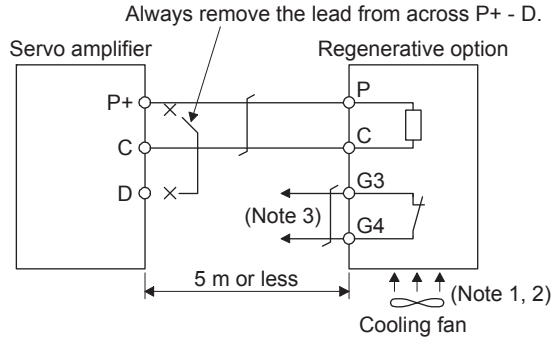 Always remove the lead from across P+ - D.
Servo amplifier
Regenerative option
P+
P
C
C
D
G3
(Note 3)
G4
5 m or less
(Note 1, 2)
Cooling fan